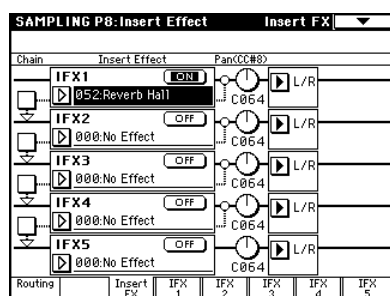 SAMPLING P8:Insert Effect Insert FX
Chain Insert Effect Pan(CC#8)
IFX1 ON
052:Reverb Hall C064 L/R
IFX2 OFF
000:No Effect C064 L/R
IFX3 OFF
000:No Effect C064 L/R
IFX4 OFF
000:No Effect C064 L/R
IFX5 OFF
000:No Effect C064 L/R
Routing Insert FX IFX 1 IFX 2 IFX 3 IFX 4 IFX 5